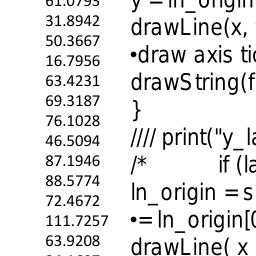 61.0793
31.8942
50.3667
16.7956
63.4231
69.3187
76.1028
46.5094
87.1946
88.5774
72.4672
111.7257
63.9208
y = ln_origin
drawLine(x,
•draw axis tic
drawString(f
}
//// print("y_la
/* if (la
ln_origin = s
•= ln_origin[0
drawLine( x